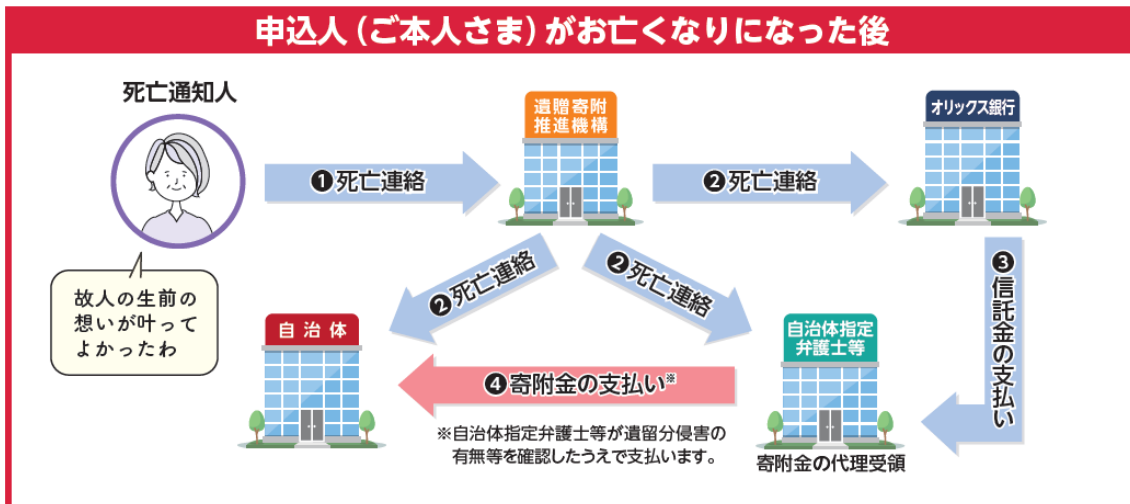 申込人（ご本人さま）がお亡くなりになった後
死亡通知人
遺贈寄附
推進機構
オリックス銀行
❶死亡連絡
❷死亡連絡
故人の生前の
想いが叶って
よかったわ
❷死亡連絡
❷死亡連絡
❸信託金の支払い
自治体
自治体指定
弁護士等
❹寄附金の支払い※
※自治体指定弁護士等が遺留分侵害の
有無等を確認したうえで支払います。
寄附金の代理受領